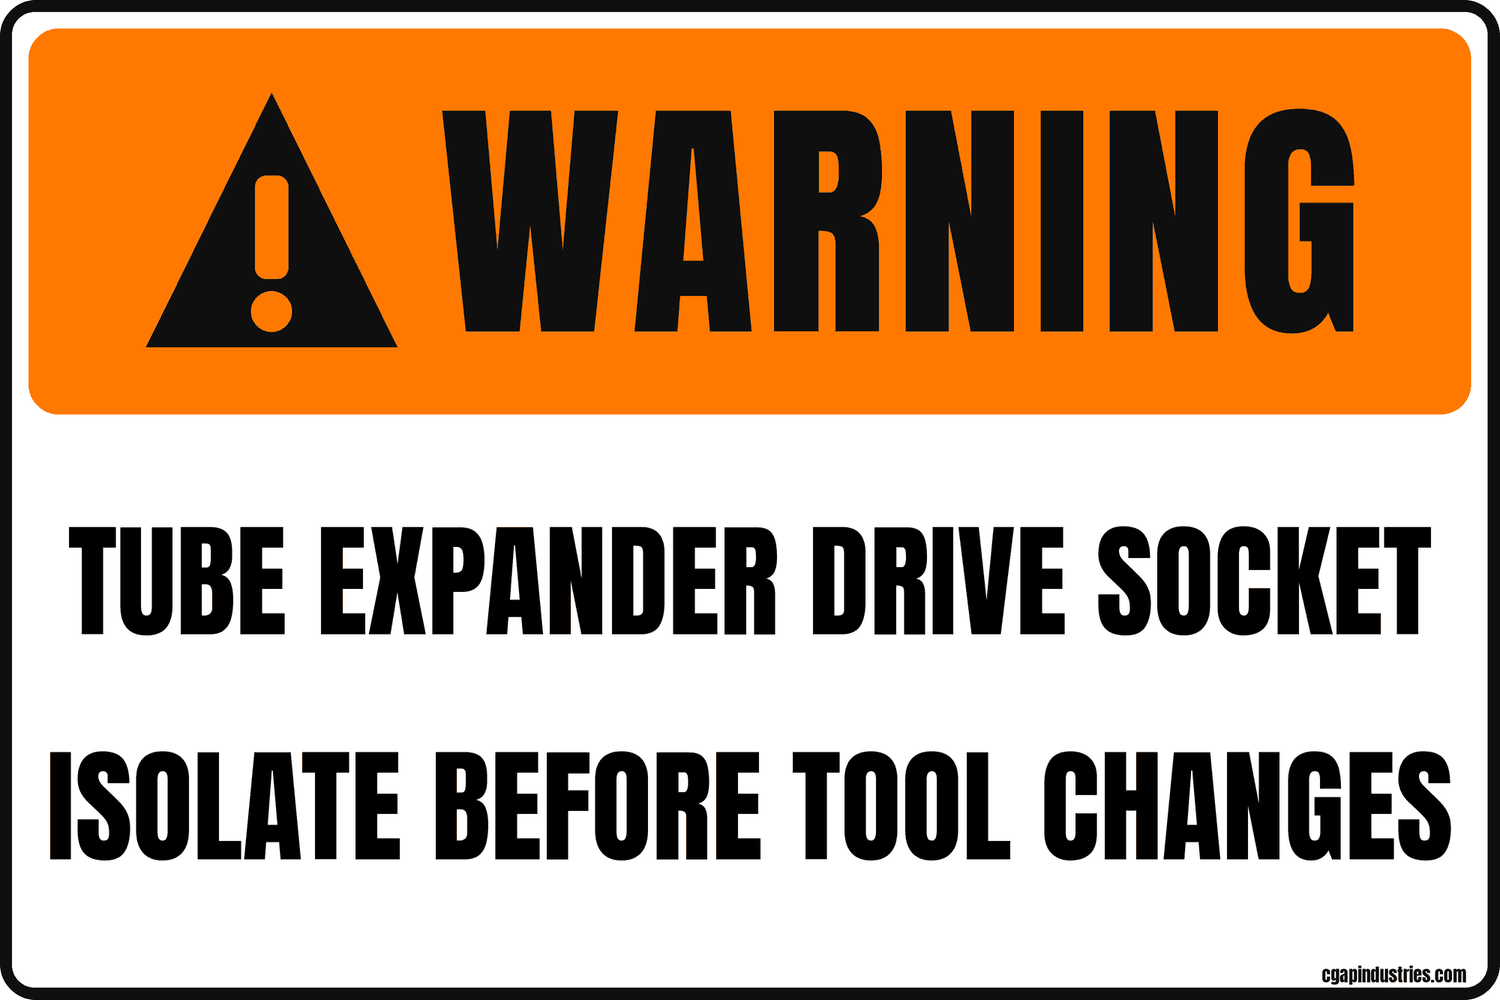 WARNING
TUBE EXPANDER DRIVE SOCKET
ISOLATE BEFORE TOOL CHANGES
cgapindustries.com